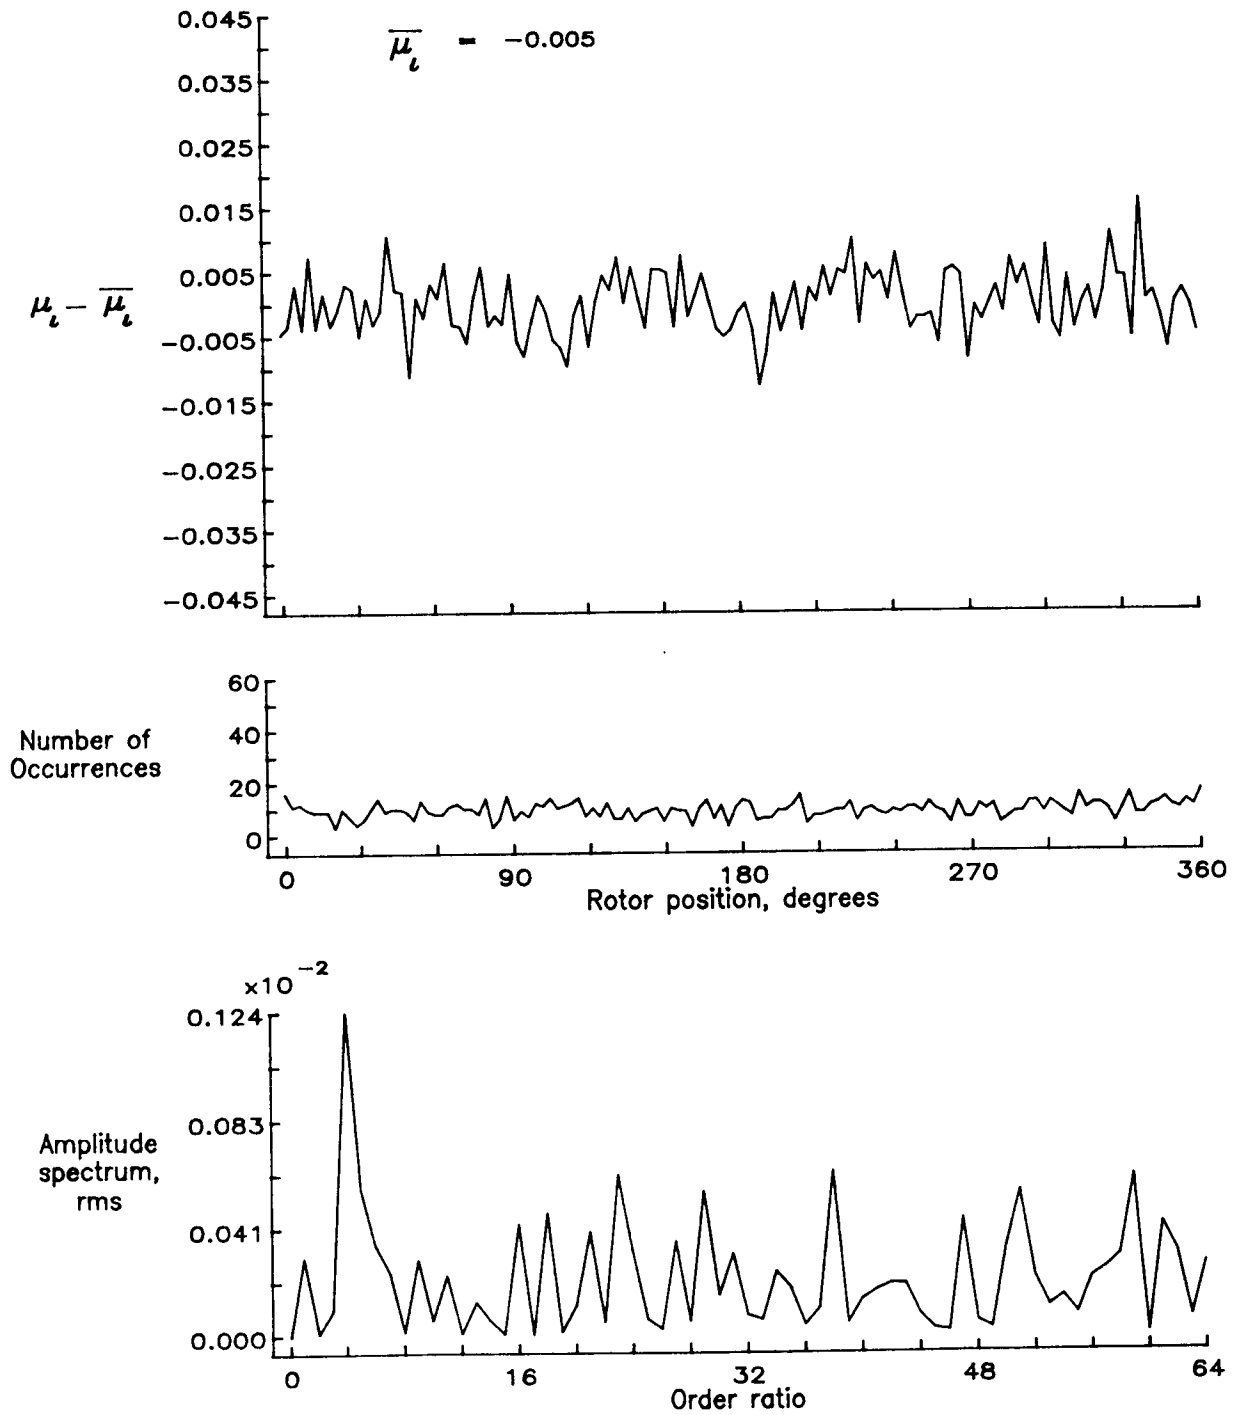 μι = −0.005
0.045
0.035
0.025
0.015
0.005
−0.005
−0.015
−0.025
−0.035
−0.045
μι − μι
60
40
20
0
Number of
Occurrences
0 90 180 270 360
Rotor position, degrees
x10 −2
0.124
0.083
0.041
0.000
Amplitude
spectrum,
rms
0 16 32 48 64
Order ratio